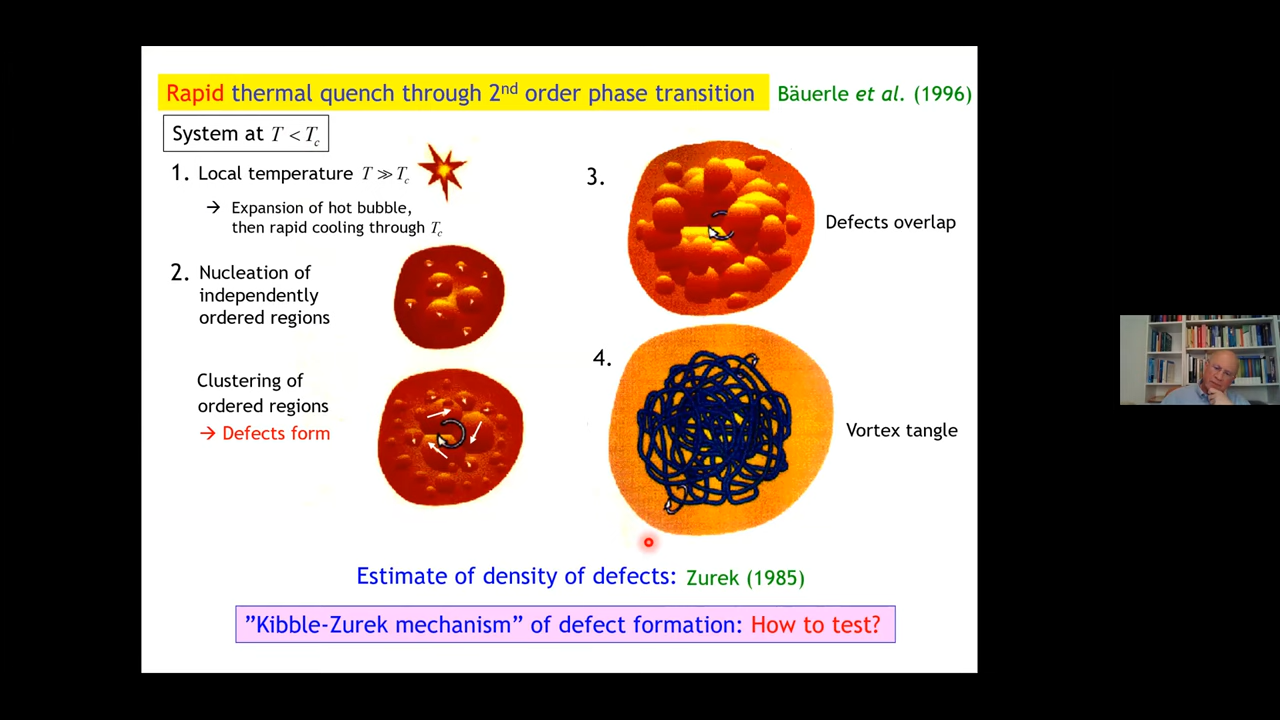 Rapid thermal quench through 2nd order phase transition
Bäuerle et al. (1996)
System at T < Tc
1. Local temperature T ≫ Tc
→ Expansion of hot bubble,
then rapid cooling through Tc
2. Nucleation of
independently
ordered regions
Clustering of
ordered regions
→ Defects form
3.
Defects overlap
4.
Vortex tangle
Estimate of density of defects: Zurek (1985)
”Kibble-Zurek mechanism” of defect formation: How to test?